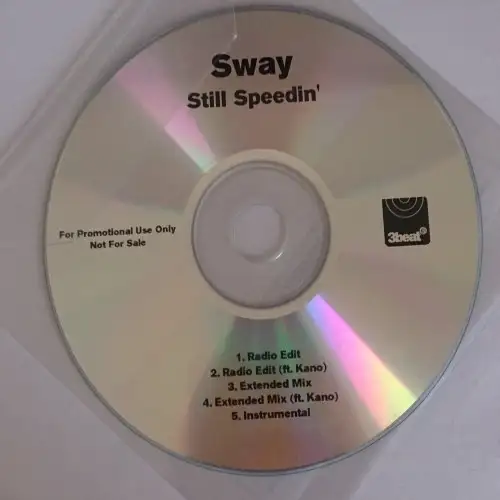 Sway
Still Speedin'
For Promotional Use Only
Not For Sale
3beat
1. Radio Edit
2. Radio Edit (ft. Kano)
3. Extended Mix
4. Extended Mix (ft. Kano)
5. Instrumental